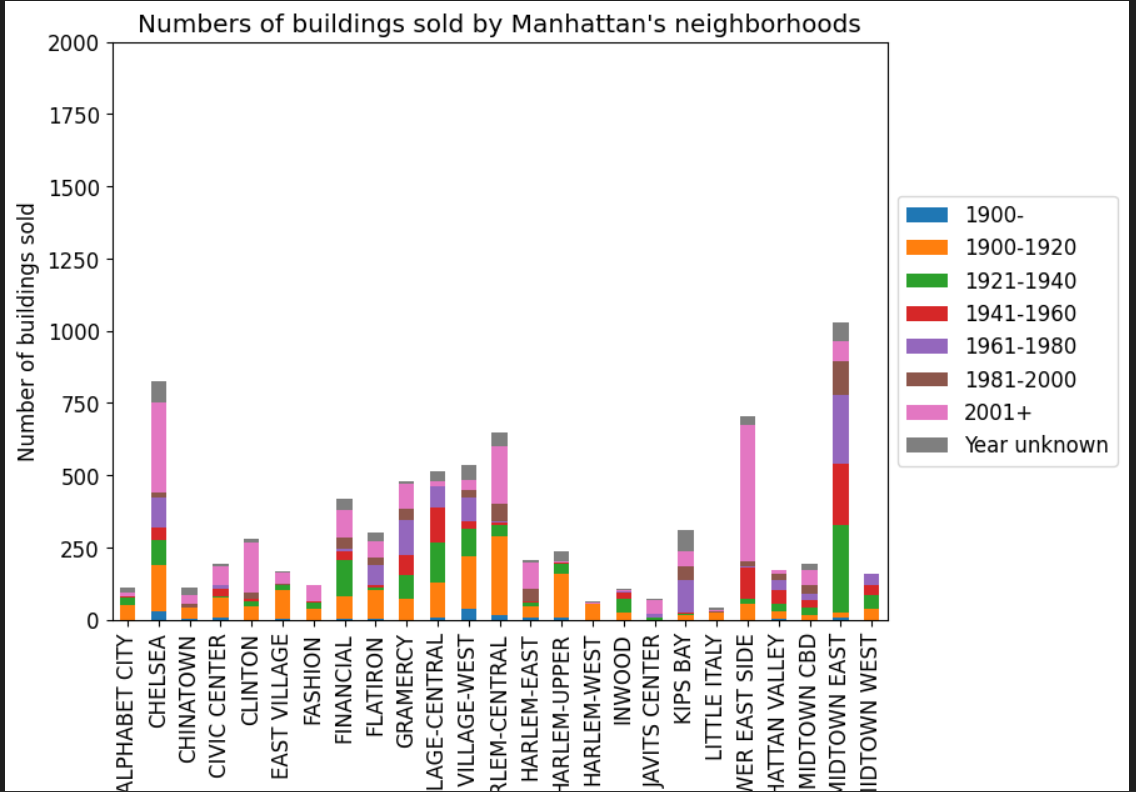 Numbers of buildings sold by Manhattan's neighborhoods
Number of buildings sold
2000
1750
1500
1250
1000
750
500
250
0
ALPHABET CITY
CHELSEA
CHINATOWN
CIVIC CENTER
CLINTON
EAST VILLAGE
FASHION
FINANCIAL
FLATIRON
GRAMERCY
LAGE-CENTRAL
VILLAGE-WEST
RLEM-CENTRAL
HARLEM-EAST
HARLEM-UPPER
HARLEM-WEST
INWOOD
JAVITS CENTER
KIPS BAY
LITTLE ITALY
WER EAST SIDE
HATTAN VALLEY
MIDTOWN CBD
MIDTOWN EAST
MIDTOWN WEST
1900-
1900-1920
1921-1940
1941-1960
1961-1980
1981-2000
2001+
Year unknown